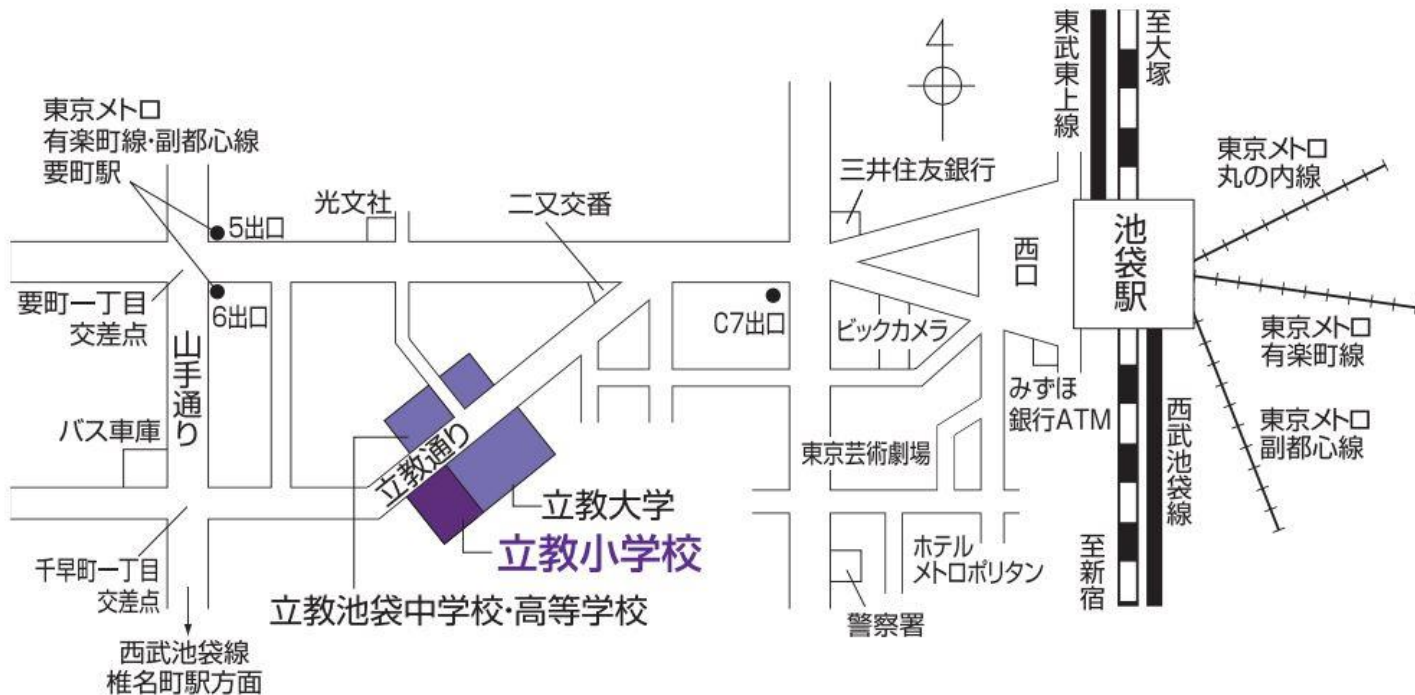 東武東上線
至大塚
東京メトロ
有楽町線・副都心線
要町駅
5出口
光文社
二又交番
三井住友銀行
東京メトロ
丸の内線
西口
池袋駅
要町一丁目
交差点
6出口
C7出口
ビックカメラ
東京メトロ
有楽町線
山手通り
みずほ
銀行ATM
東京メトロ
副都心線
バス車庫
立教通り
東京芸術劇場
西武池袋線
立教大学
立教小学校
千早町一丁目
交差点
立教池袋中学校・高等学校
ホテル
メトロポリタン
至新宿
警察署
西武池袋線
椎名町駅方面